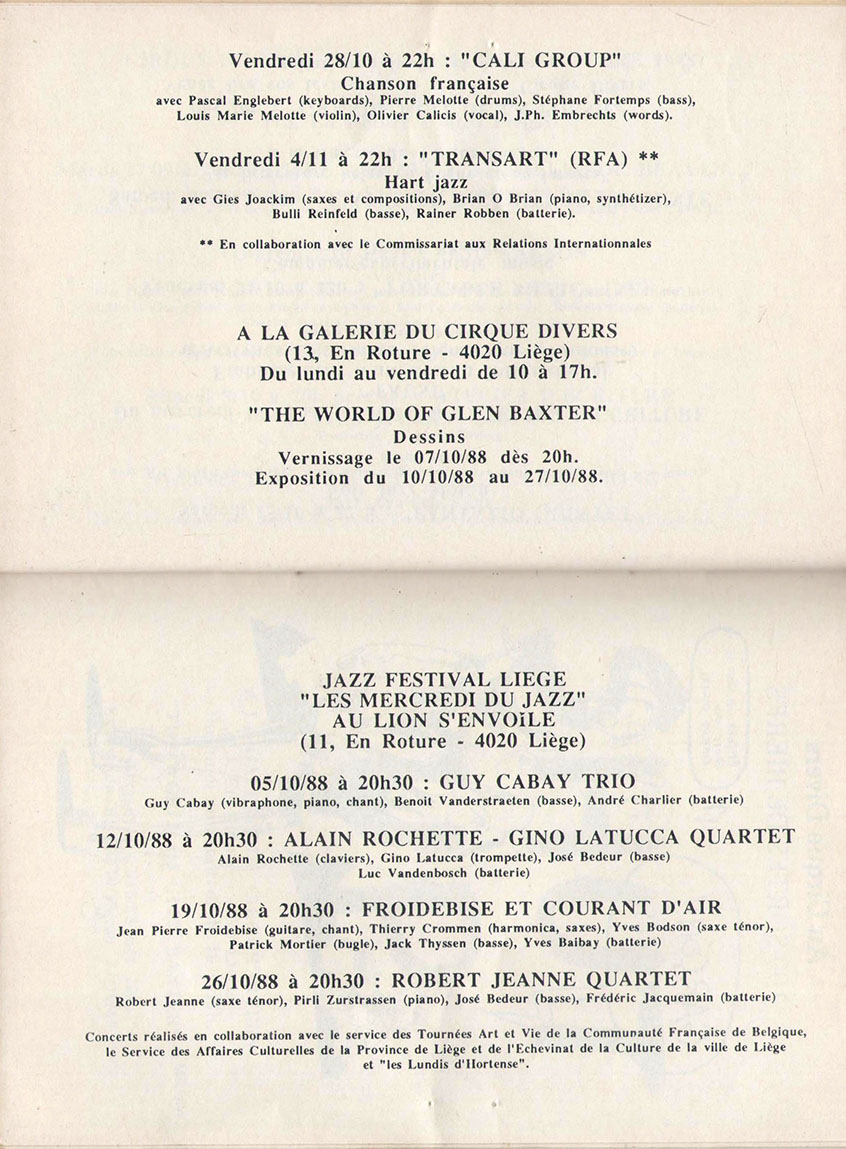 Vendredi 28/10 à 22h : "CALI GROUP"
Chanson française
avec Pascal Englebert (keyboards), Pierre Melotte (drums), Stéphane Fortemps (bass),
Louis Marie Melotte (violin), Olivier Calicis (vocal), J.Ph. Embrechts (words).
Vendredi 4/11 à 22h : "TRANSART" (RFA) **
Hart jazz
avec Gies Joackim (saxes et compositions), Brian O Brian (piano, synthétizer),
Bulli Reinfeld (basse), Rainer Robben (batterie).
** En collaboration avec le Commissariat aux Relations Internationnales
A LA GALERIE DU CIRQUE DIVERS
(13, En Roture - 4020 Liège)
Du lundi au vendredi de 10 à 17h.
"THE WORLD OF GLEN BAXTER"
Dessins
Vernissage le 07/10/88 dès 20h.
Exposition du 10/10/88 au 27/10/88.
JAZZ FESTIVAL LIEGE
"LES MERCREDI DU JAZZ"
AU LION S'ENVOiLE
(11, En Roture - 4020 Liège)
05/10/88 à 20h30 : GUY CABAY TRIO
Guy Cabay (vibraphone, piano, chant), Benoit Vanderstraeten (basse), André Charlier (batterie)
12/10/88 à 20h30 : ALAIN ROCHETTE - GINO LATUCCA QUARTET
Alain Rochette (claviers), Gino Latucca (trompette), José Bedeur (basse)
Luc Vandenbosch (batterie)
19/10/88 à 20h30 : FROIDEBISE ET COURANT D'AIR
Jean Pierre Froidebise (guitare, chant), Thierry Crommen (harmonica, saxes), Yves Bodson (saxe ténor),
Patrick Mortier (bugle), Jack Thyssen (basse), Yves Baibay (batterie)
26/10/88 à 20h30 : ROBERT JEANNE QUARTET
Robert Jeanne (saxe ténor), Pirli Zurstrassen (piano), José Bedeur (basse), Frédéric Jacquemain (batterie)
Concerts réalisés en collaboration avec le service des Tournées Art et Vie de la Communauté Française de Belgique,
le Service des Affaires Culturelles de la Province de Liège et de l'Echevinat de la Culture de la ville de Liège
et "les Lundis d'Hortense".